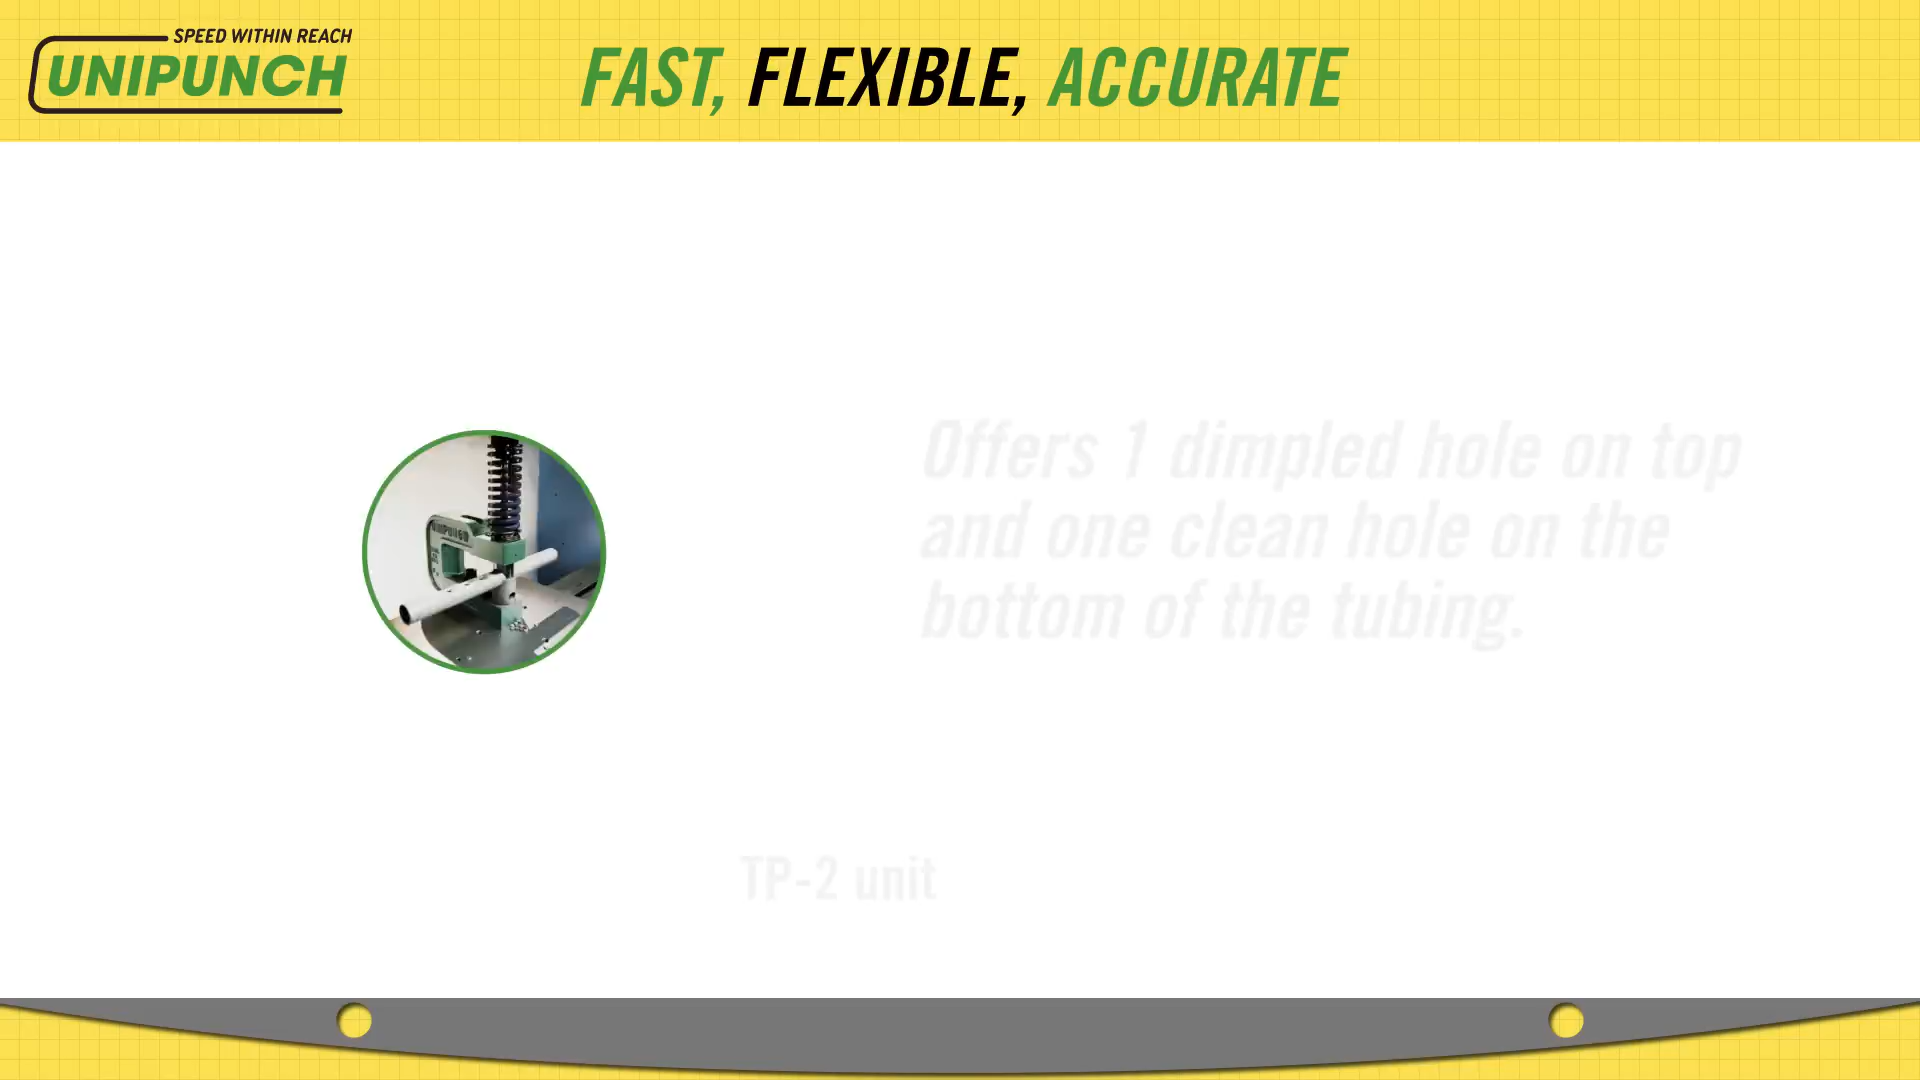 SPEED WITHIN REACH
UNIPUNCH
FAST, FLEXIBLE, ACCURATE
Offers 1 dimpled hole on top
and one clean hole on the
bottom of the tubing.
UNIPUNCH
TP-2 unit